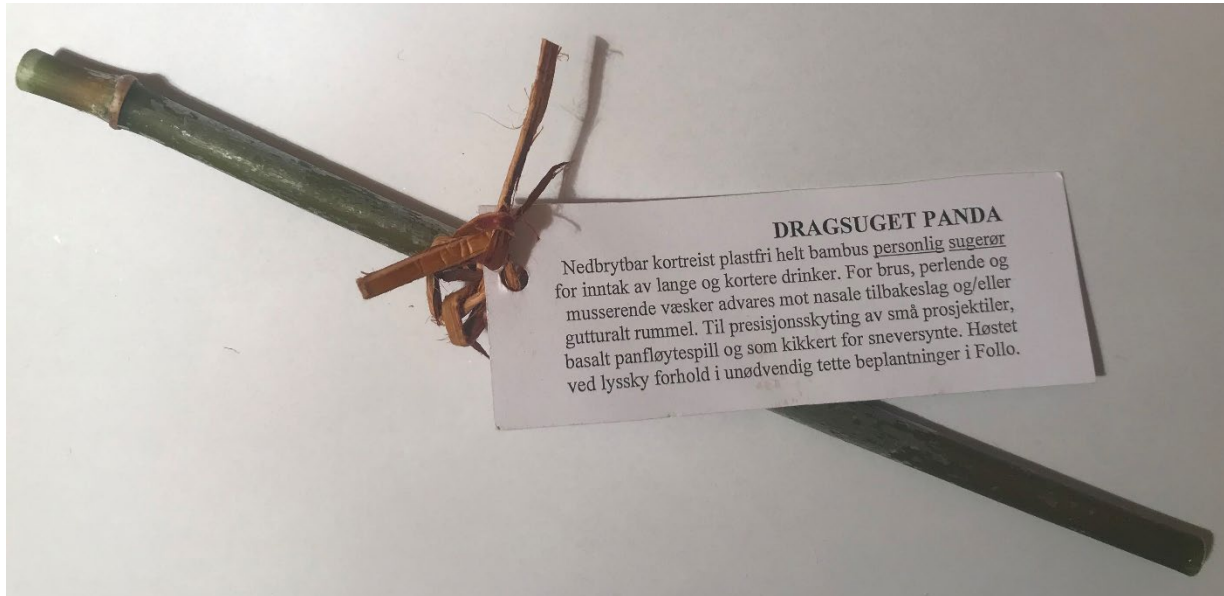 DRAGSUGET PANDA
Nedbrytbar kortreist plastfri helt bambus personlig sugerør
for inntak av lange og kortere drinker. For brus, perlende og
musserende væsker advares mot nasale tilbakeslag og/eller
gutturalt rummel. Til presisjonsskyting av små prosjektiler,
basalt panfløytespill og som kikkert for sneversynte. Høstet
ved lyssky forhold i unødvendig tette beplantninger i Follo.